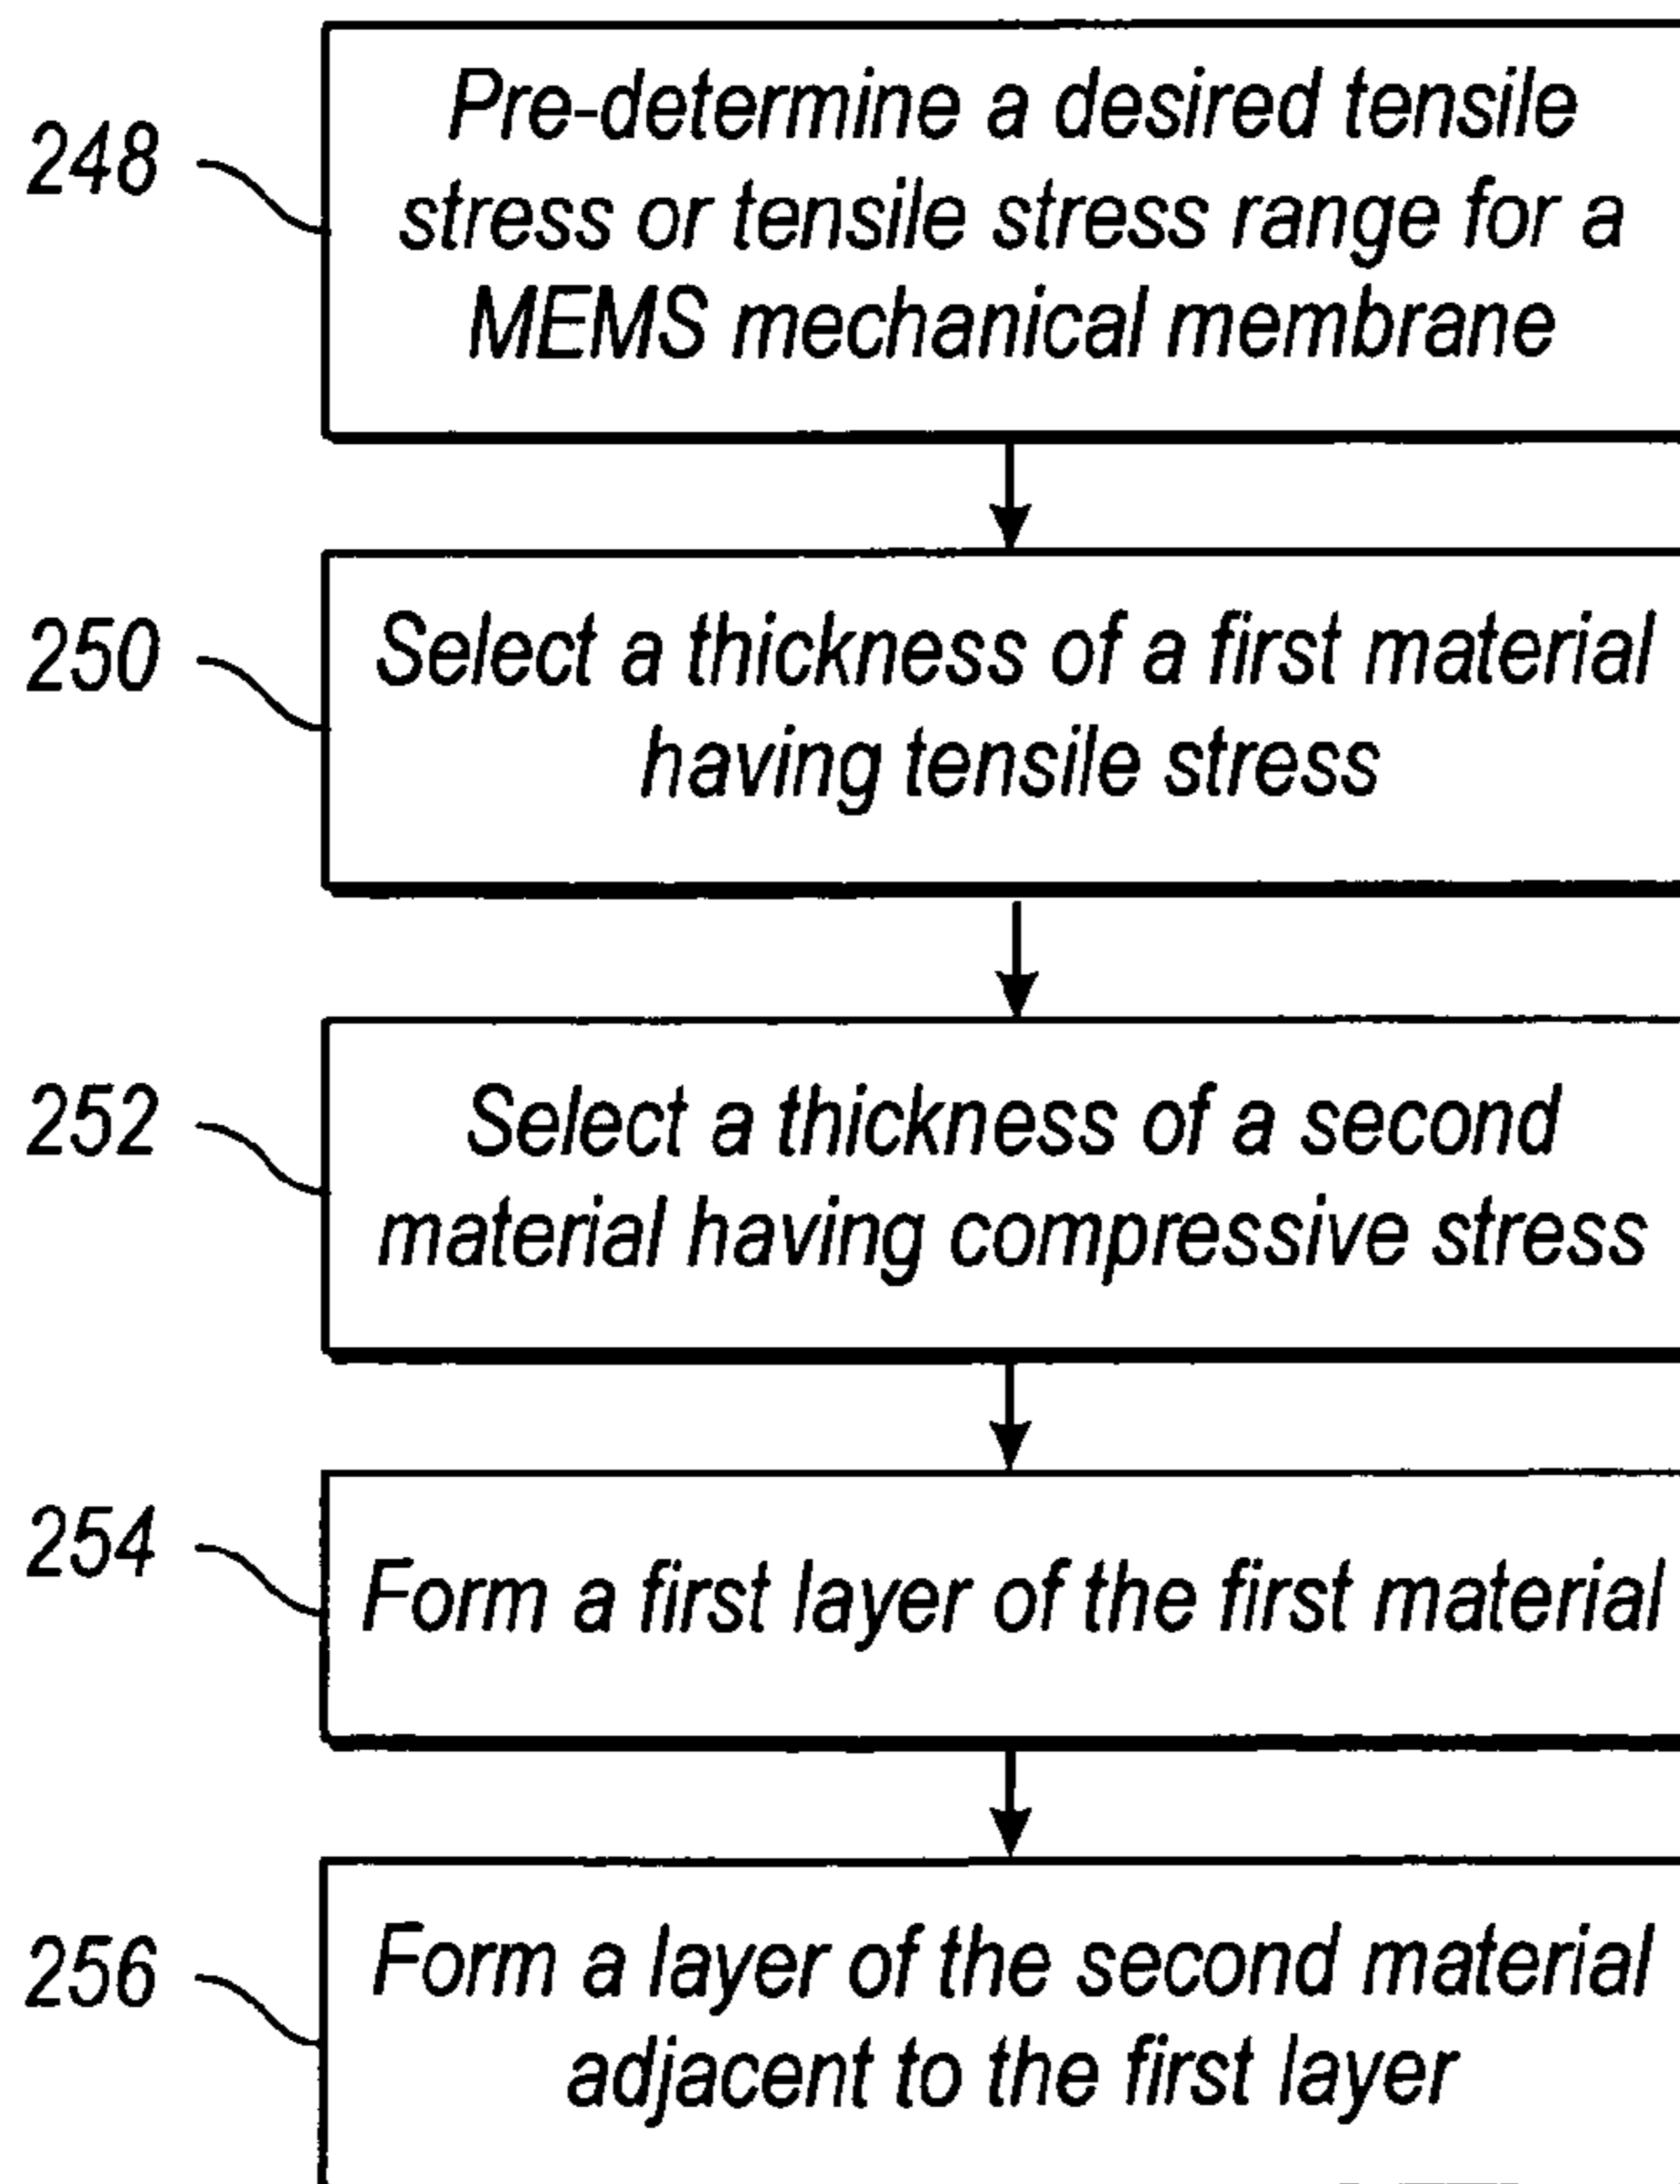 248
Pre-determine a desired tensile
stress or tensile stress range for a
MEMS mechanical membrane
250
Select a thickness of a first material
having tensile stress
252
Select a thickness of a second
material having compressive stress
254
Form a first layer of the first material
256
Form a layer of the second material
adjacent to the first layer